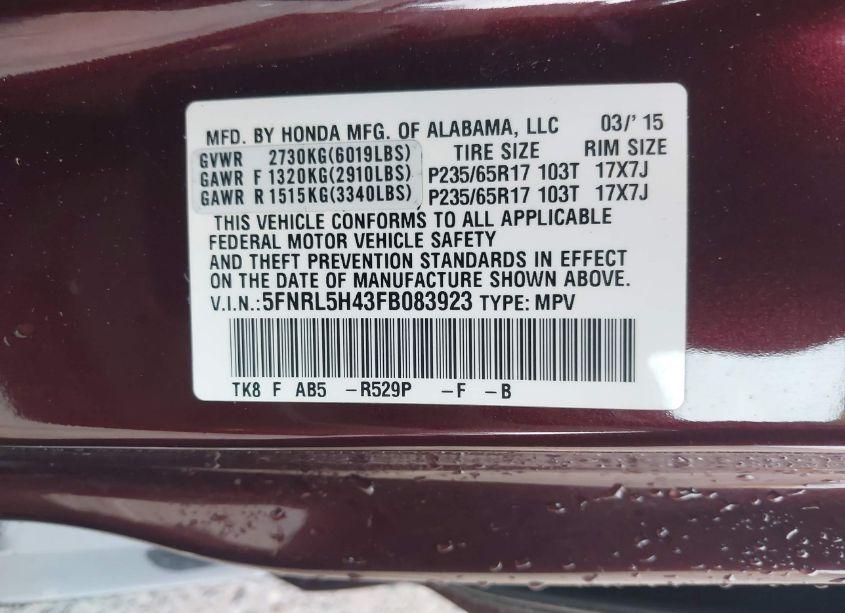 MFD. BY HONDA MFG. OF ALABAMA, LLC 03/' 15
GVWR 2730KG(6019LBS) TIRE SIZE RIM SIZE
GAWR F 1320KG(2910LBS) P235/65R17 103T 17X7J
GAWR R 1515KG(3340LBS) P235/65R17 103T 17X7J
THIS VEHICLE CONFORMS TO ALL APPLICABLE
FEDERAL MOTOR VEHICLE SAFETY
AND THEFT PREVENTION STANDARDS IN EFFECT
ON THE DATE OF MANUFACTURE SHOWN ABOVE.
V.I.N.:5FNRL5H43FB083923 TYPE: MPV
TK8 F AB5 -R529P -F -B